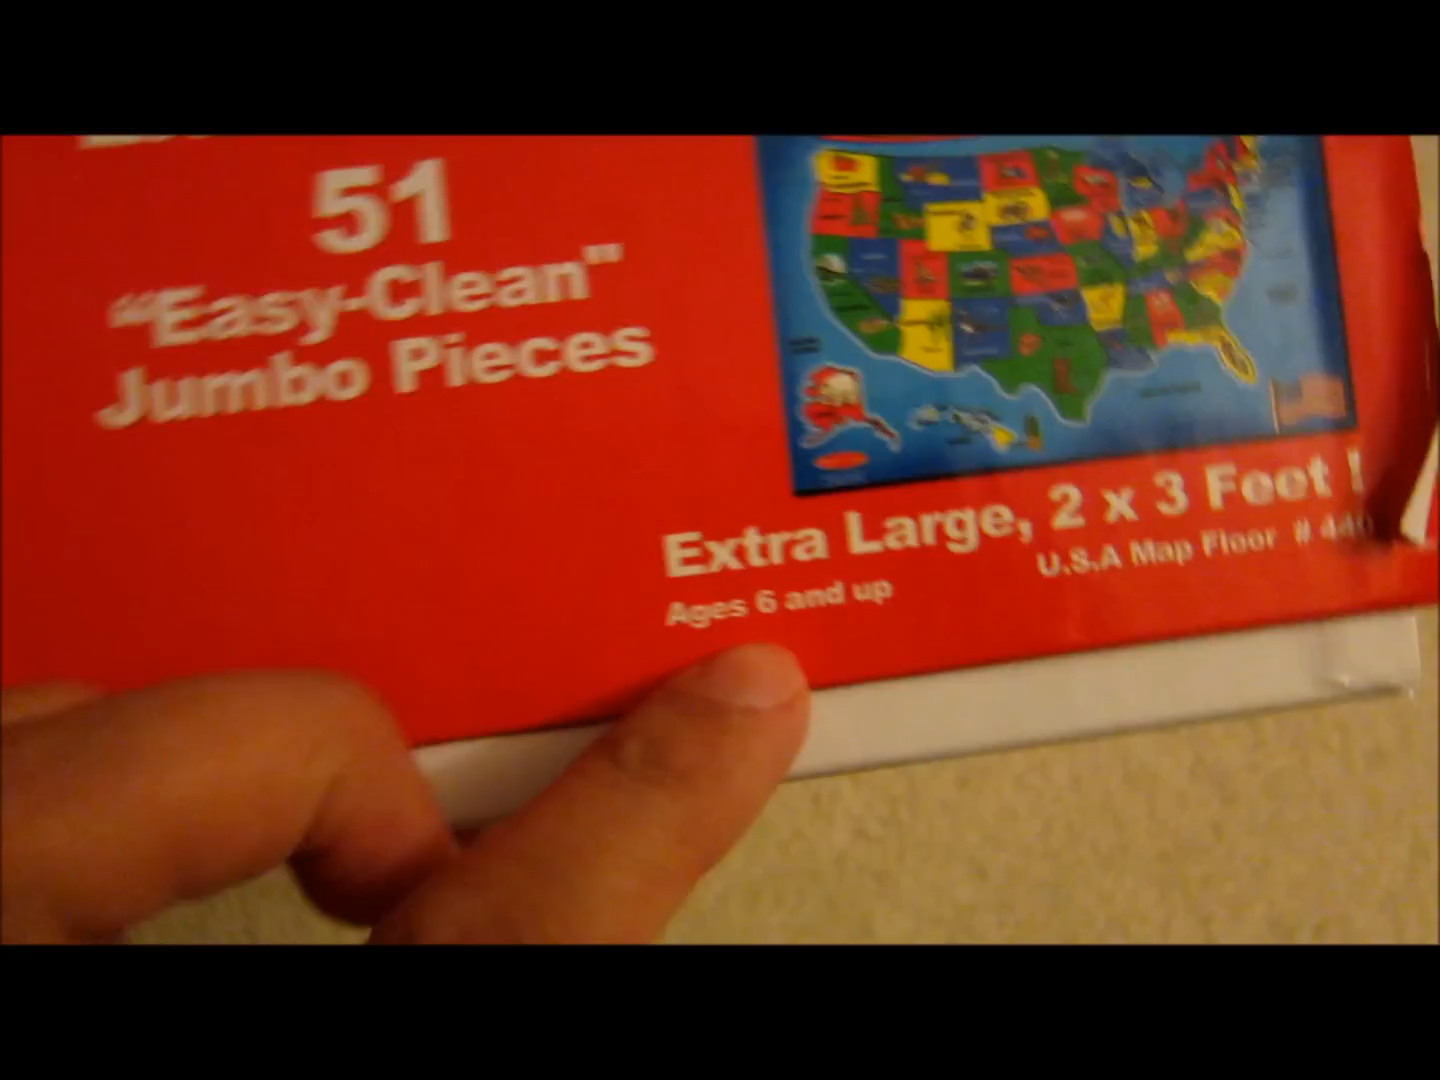 51
“Easy-Clean"
Jumbo Pieces
Extra Large, 2 x 3 Feet !
Ages 6 and up
U.S.A Map Floor #